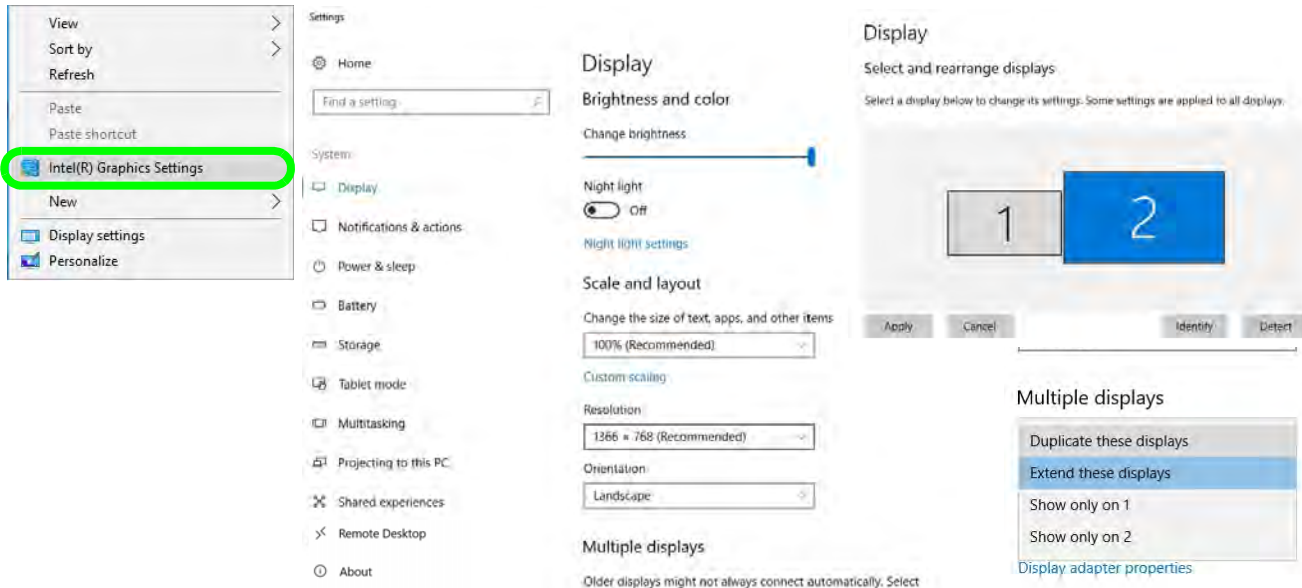 View
Sort by
Refresh
Paste
Paste shortcut
Intel(R) Graphics Settings
New
Display settings
Personalize
Settings
Home
Find a setting
System
Display
Notifications & actions
Power & sleep
Battery
Storage
Tablet mode
Multitasking
Projecting to this PC
Shared experiences
Remote Desktop
About
Display
Brightness and color
Change brightness
Night light
Off
Night light settings
Scale and layout
Change the size of text, apps, and other items
100% (Recommended)
Custom scaling
Resolution
1366 × 768 (Recommended)
Orientation
Landscape
Multiple displays
Older displays might not always connect automatically. Select
Display
Select and rearrange displays
Select a display below to change its settings. Some settings are applied to all displays.
1
2
Apply Cancel Identify Detect
Multiple displays
Duplicate these displays
Extend these displays
Show only on 1
Show only on 2
Display adapter properties